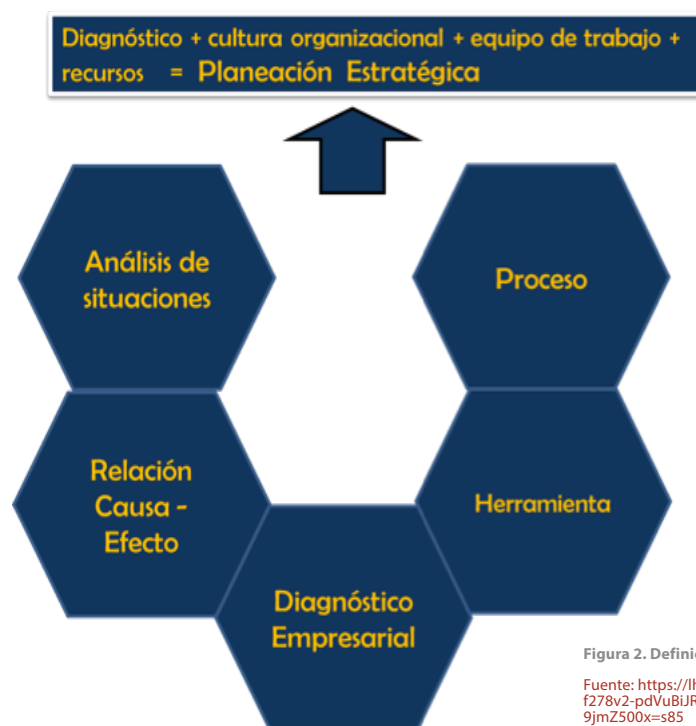 Diagnóstico + cultura organizacional + equipo de trabajo +
recursos = Planeación Estratégica
Análisis de
situaciones
Proceso
Relación
Causa -
Efecto
Herramienta
Diagnóstico
Empresarial
Figura 2. Definic
Fuente: https://lh
f278v2-pdVuBiJR
9jmZ500x=s85